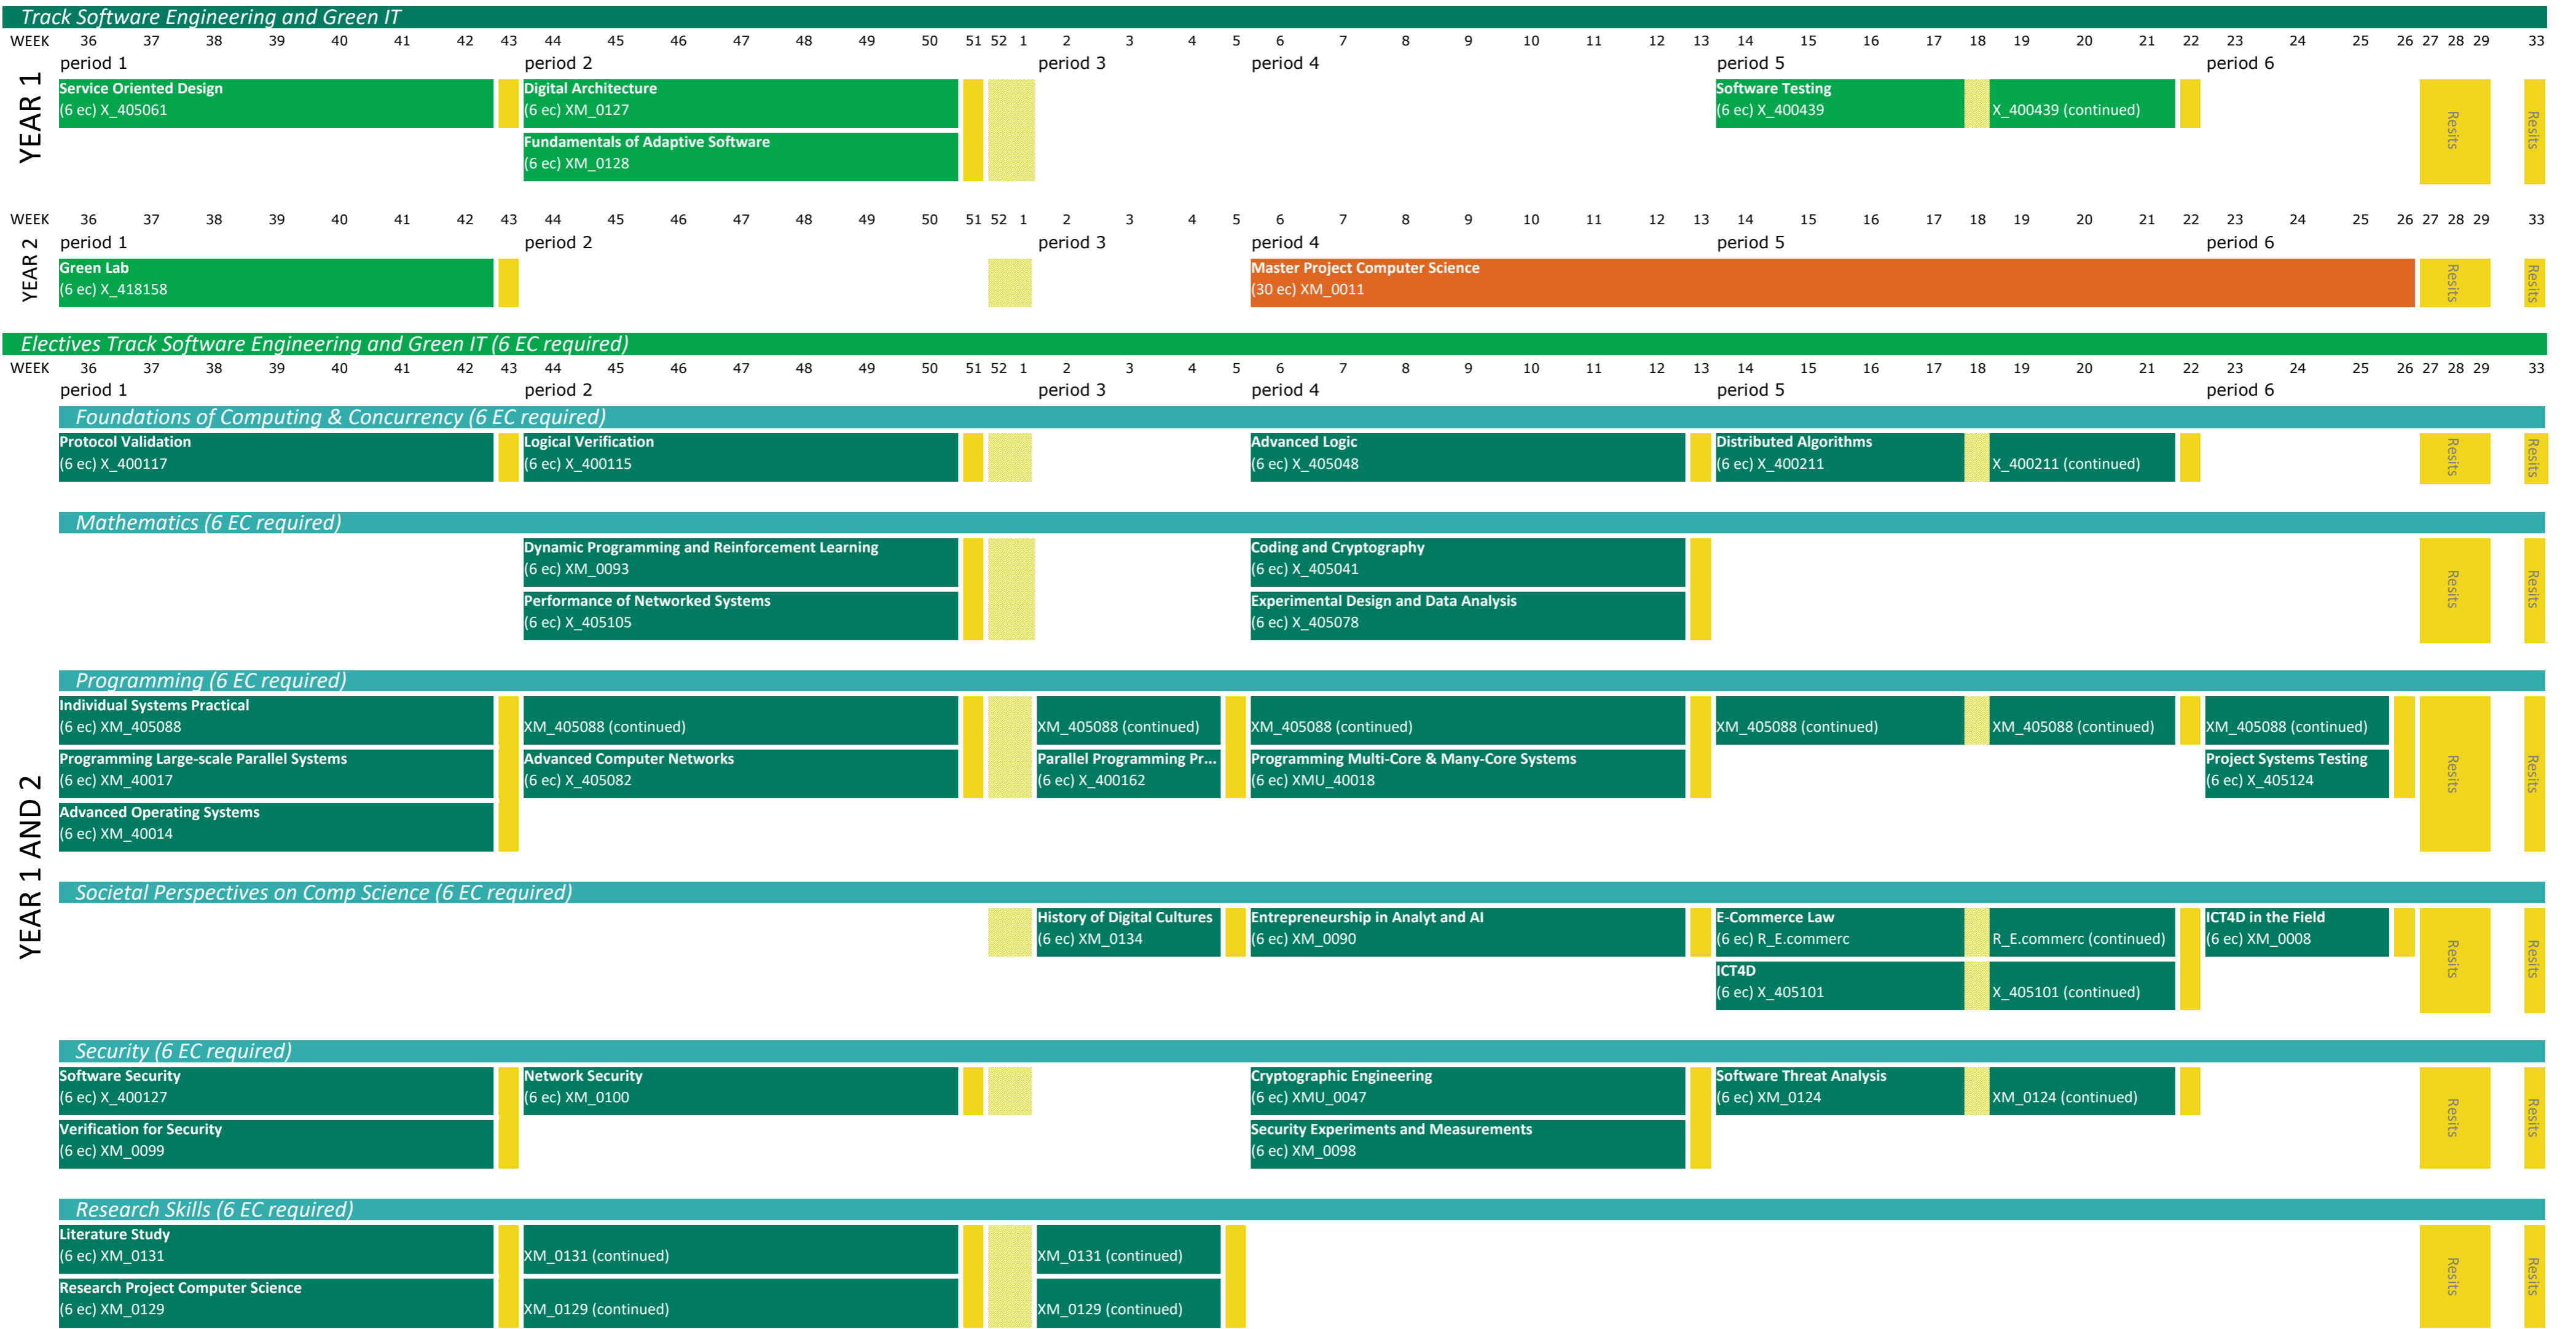 Track Software Engineering and Green IT
WEEK 36 37 38 39 40 41 42 43 44 45 46 47 48 49 50 51 52 1 2 3 4 5 6 7 8 9 10 11 12 13 14 15 16 17 18 19 20 21 22 23 24 25 26 27 28 29 33
period 1 period 2 period 3 period 4 period 5 period 6
YEAR 1
Service Oriented Design Digital Architecture Software Testing
(6 ec) X_405061 (6 ec) XM_0127 (6 ec) X_400439 X_400439 (continued)
Resits Resits
Fundamentals of Adaptive Software
(6 ec) XM_0128
WEEK 36 37 38 39 40 41 42 43 44 45 46 47 48 49 50 51 52 1 2 3 4 5 6 7 8 9 10 11 12 13 14 15 16 17 18 19 20 21 22 23 24 25 26 27 28 29 33
period 1 period 2 period 3 period 4 period 5 period 6
YEAR 2
Green Lab Master Project Computer Science
(6 ec) X_418158 (30 ec) XM_0011
Resits Resits
Electives Track Software Engineering and Green IT (6 EC required)
WEEK 36 37 38 39 40 41 42 43 44 45 46 47 48 49 50 51 52 1 2 3 4 5 6 7 8 9 10 11 12 13 14 15 16 17 18 19 20 21 22 23 24 25 26 27 28 29 33
period 1 period 2 period 3 period 4 period 5 period 6
YEAR 1 AND 2
Foundations of Computing & Concurrency (6 EC required)
Protocol Validation Logical Verification Advanced Logic Distributed Algorithms
(6 ec) X_400117 (6 ec) X_400115 (6 ec) X_405048 (6 ec) X_400211 X_400211 (continued)
Resits Resits
Mathematics (6 EC required)
Dynamic Programming and Reinforcement Learning Coding and Cryptography
(6 ec) XM_0093 (6 ec) X_405041
Resits Resits
Performance of Networked Systems Experimental Design and Data Analysis
(6 ec) X_405105 (6 ec) X_405078
Programming (6 EC required)
Individual Systems Practical
(6 ec) XM_405088 XM_405088 (continued) XM_405088 (continued) XM_405088 (continued) XM_405088 (continued) XM_405088 (continued) XM_405088 (continued)
Programming Large-scale Parallel Systems Advanced Computer Networks Parallel Programming Pr... Programming Multi-Core & Many-Core Systems Project Systems Testing
(6 ec) XM_40017 (6 ec) X_405082 (6 ec) X_400162 (6 ec) XMU_40018 (6 ec) X_405124
Resits Resits
Advanced Operating Systems
(6 ec) XM_40014
Societal Perspectives on Comp Science (6 EC required)
History of Digital Cultures Entrepreneurship in Analyt and AI E-Commerce Law ICT4D in the Field
(6 ec) XM_0134 (6 ec) XM_0090 (6 ec) R_E.commerc R_E.commerc (continued) (6 ec) XM_0008
Resits Resits
ICT4D
(6 ec) X_405101 X_405101 (continued)
Security (6 EC required)
Software Security Network Security Cryptographic Engineering Software Threat Analysis
(6 ec) X_400127 (6 ec) XM_0100 (6 ec) XMU_0047 (6 ec) XM_0124 XM_0124 (continued)
Resits Resits
Verification for Security Security Experiments and Measurements
(6 ec) XM_0099 (6 ec) XM_0098
Research Skills (6 EC required)
Literature Study
(6 ec) XM_0131 XM_0131 (continued) XM_0131 (continued)
Resits Resits
Research Project Computer Science
(6 ec) XM_0129 XM_0129 (continued) XM_0129 (continued)